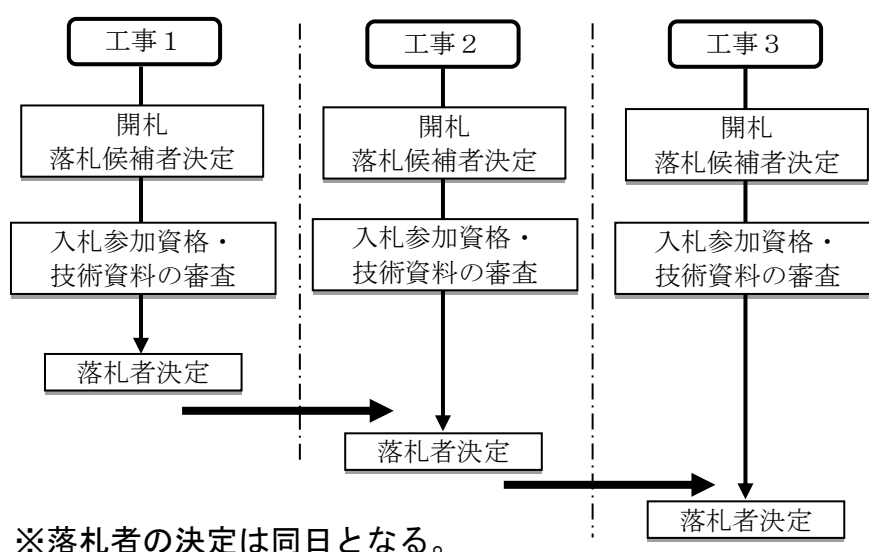 工事１
開札
落札候補者決定
入札参加資格・
技術資料の審査
落札者決定
工事２
開札
落札候補者決定
入札参加資格・
技術資料の審査
落札者決定
工事３
開札
落札候補者決定
入札参加資格・
技術資料の審査
落札者決定
※落札者の決定は同日となる。